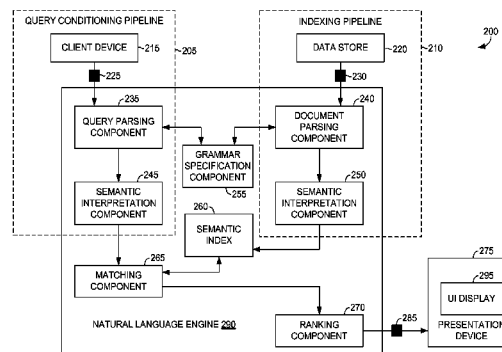 QUERY CONDITIONING PIPELINE
INDEXING PIPELINE
200
CLIENT DEVICE
215
205
DATA STORE
220
210
225
230
235
240
QUERY PARSING
COMPONENT
DOCUMENT
PARSING
COMPONENT
GRAMMAR
SPECIFICATION
COMPONENT
255
245
250
SEMANTIC
INTERPRETATION
COMPONENT
SEMANTIC
INTERPRETATION
COMPONENT
260
SEMANTIC
INDEX
265
MATCHING
COMPONENT
275
295
UI DISPLAY
PRESENTATION
DEVICE
270
285
RANKING
COMPONENT
NATURAL LANGUAGE ENGINE 290